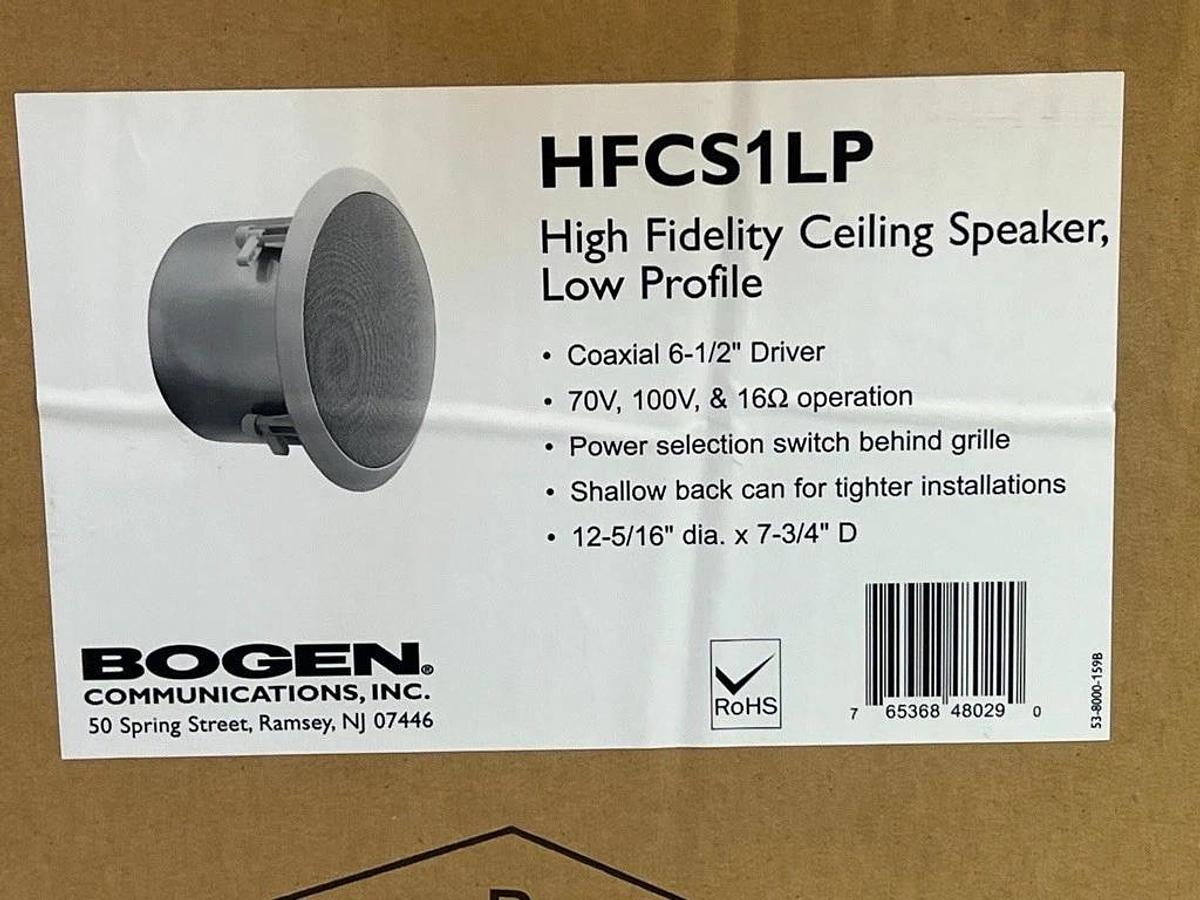 HFCS1LP
High Fidelity Ceiling Speaker,
Low Profile
• Coaxial 6-1/2" Driver
• 70V, 100V, & 16Ω operation
• Power selection switch behind grille
• Shallow back can for tighter installations
• 12-5/16" dia. x 7-3/4" D
BOGEN®
COMMUNICATIONS, INC.
50 Spring Street, Ramsey, NJ 07446
RoHS
7 65368 48029 0
53-8000-159B